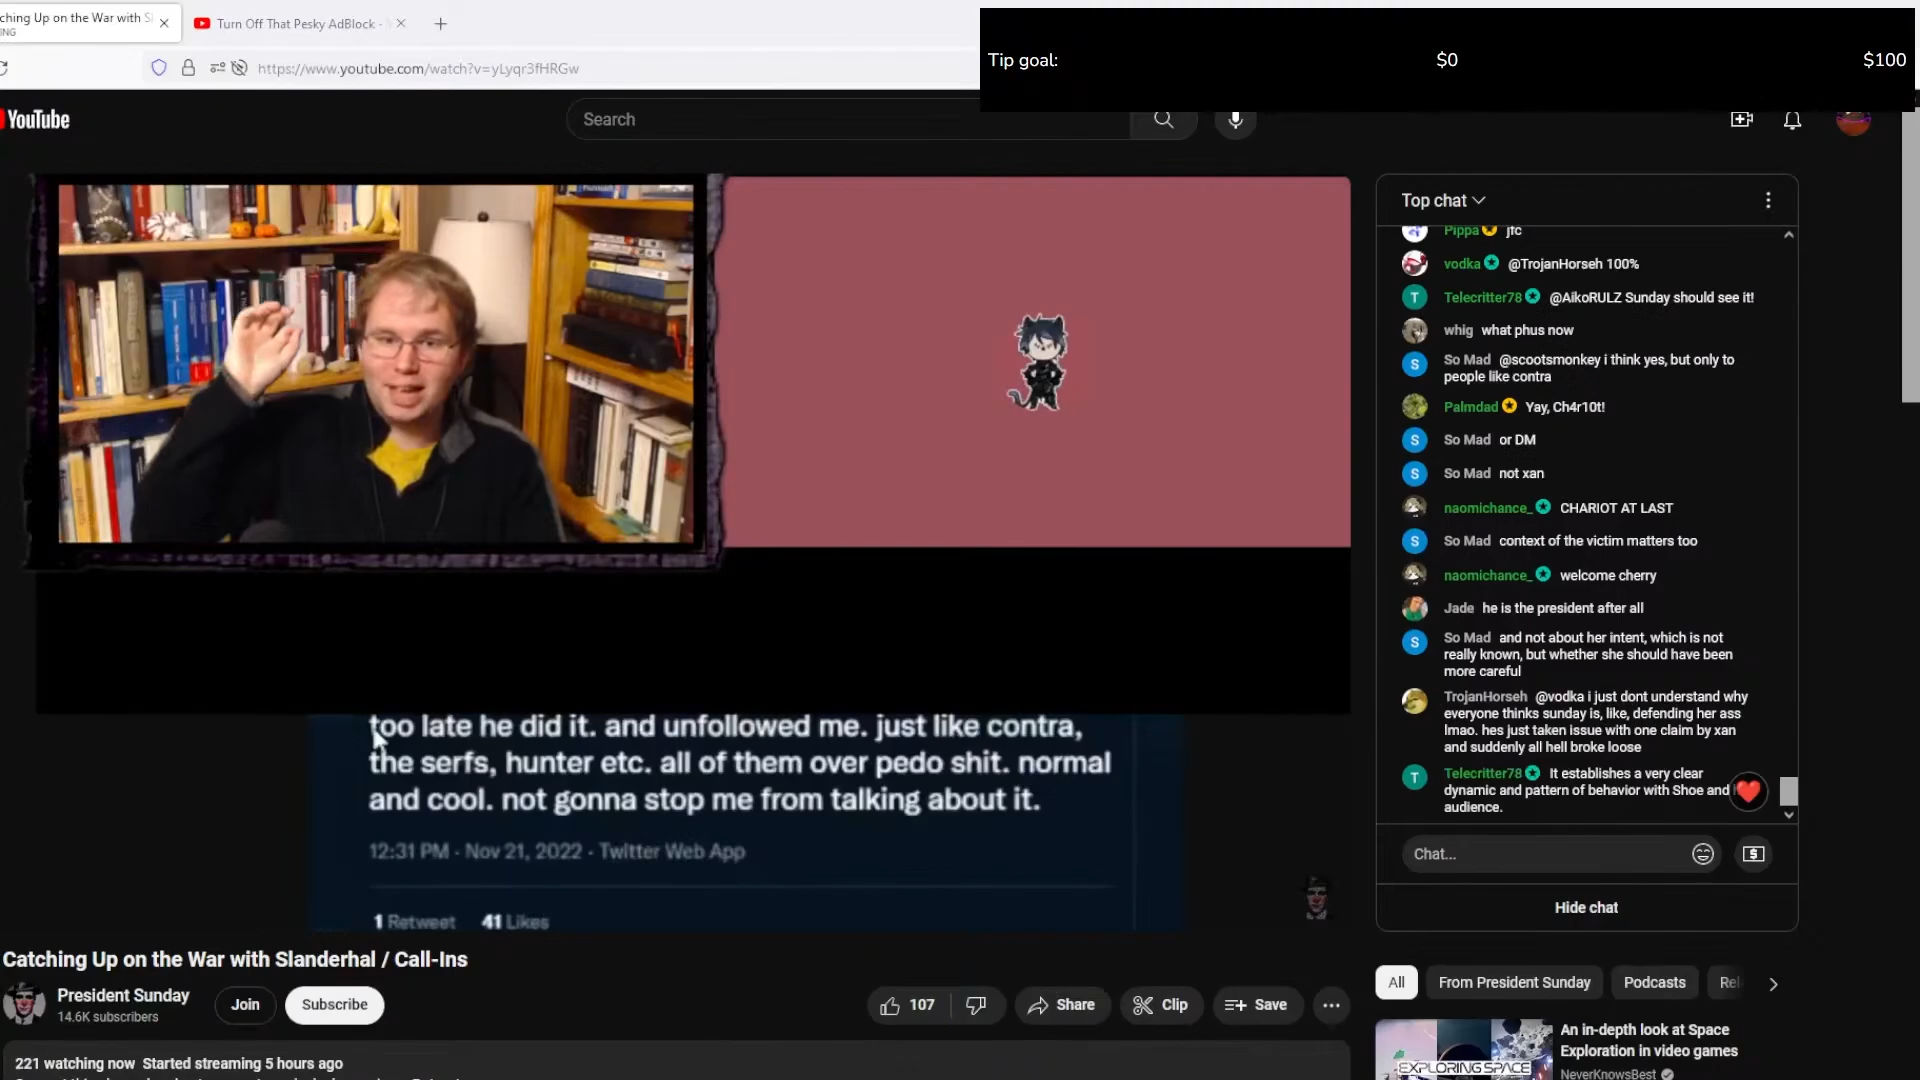 ching Up on the War with S
ING
Turn Off That Pesky AdBlock -
https://www.youtube.com/watch?v=yLyqr3fHRGw
Tip goal: $0 $100
YouTube
Search
Top chat
Pippa jfc
vodka @TrojanHorseh 100%
T Telecritter78 @AikoRULZ Sunday should see it!
whig what phus now
S So Mad @scootsmonkey i think yes, but only to
people like contra
Palmdad Yay, Ch4r10t!
S So Mad or DM
S So Mad not xan
naomichance_ CHARIOT AT LAST
S So Mad context of the victim matters too
naomichance_ welcome cherry
Jade he is the president after all
S So Mad and not about her intent, which is not
really known, but whether she should have been
more careful
TrojanHorseh @vodka i just dont understand why
everyone thinks sunday is, like, defending her ass
lmao. hes just taken issue with one claim by xan
and suddenly all hell broke loose
T Telecritter78 It establishes a very clear
dynamic and pattern of behavior with Shoe and
audience.
Chat...
Hide chat
too late he did it. and unfollowed me. just like contra,
the serfs, hunter etc. all of them over pedo shit. normal
and cool. not gonna stop me from talking about it.
12:31 PM · Nov 21, 2022 · Twitter Web App
1 Retweet 41 Likes
Catching Up on the War with Slanderhal / Call-Ins
President Sunday
14.6K subscribers
Join
Subscribe
107
Share
Clip
Save
221 watching now Started streaming 5 hours ago
All
From President Sunday
Podcasts
Rel
An in-depth look at Space
Exploration in video games
NeverKnowsBest
EXPLORING SPACE